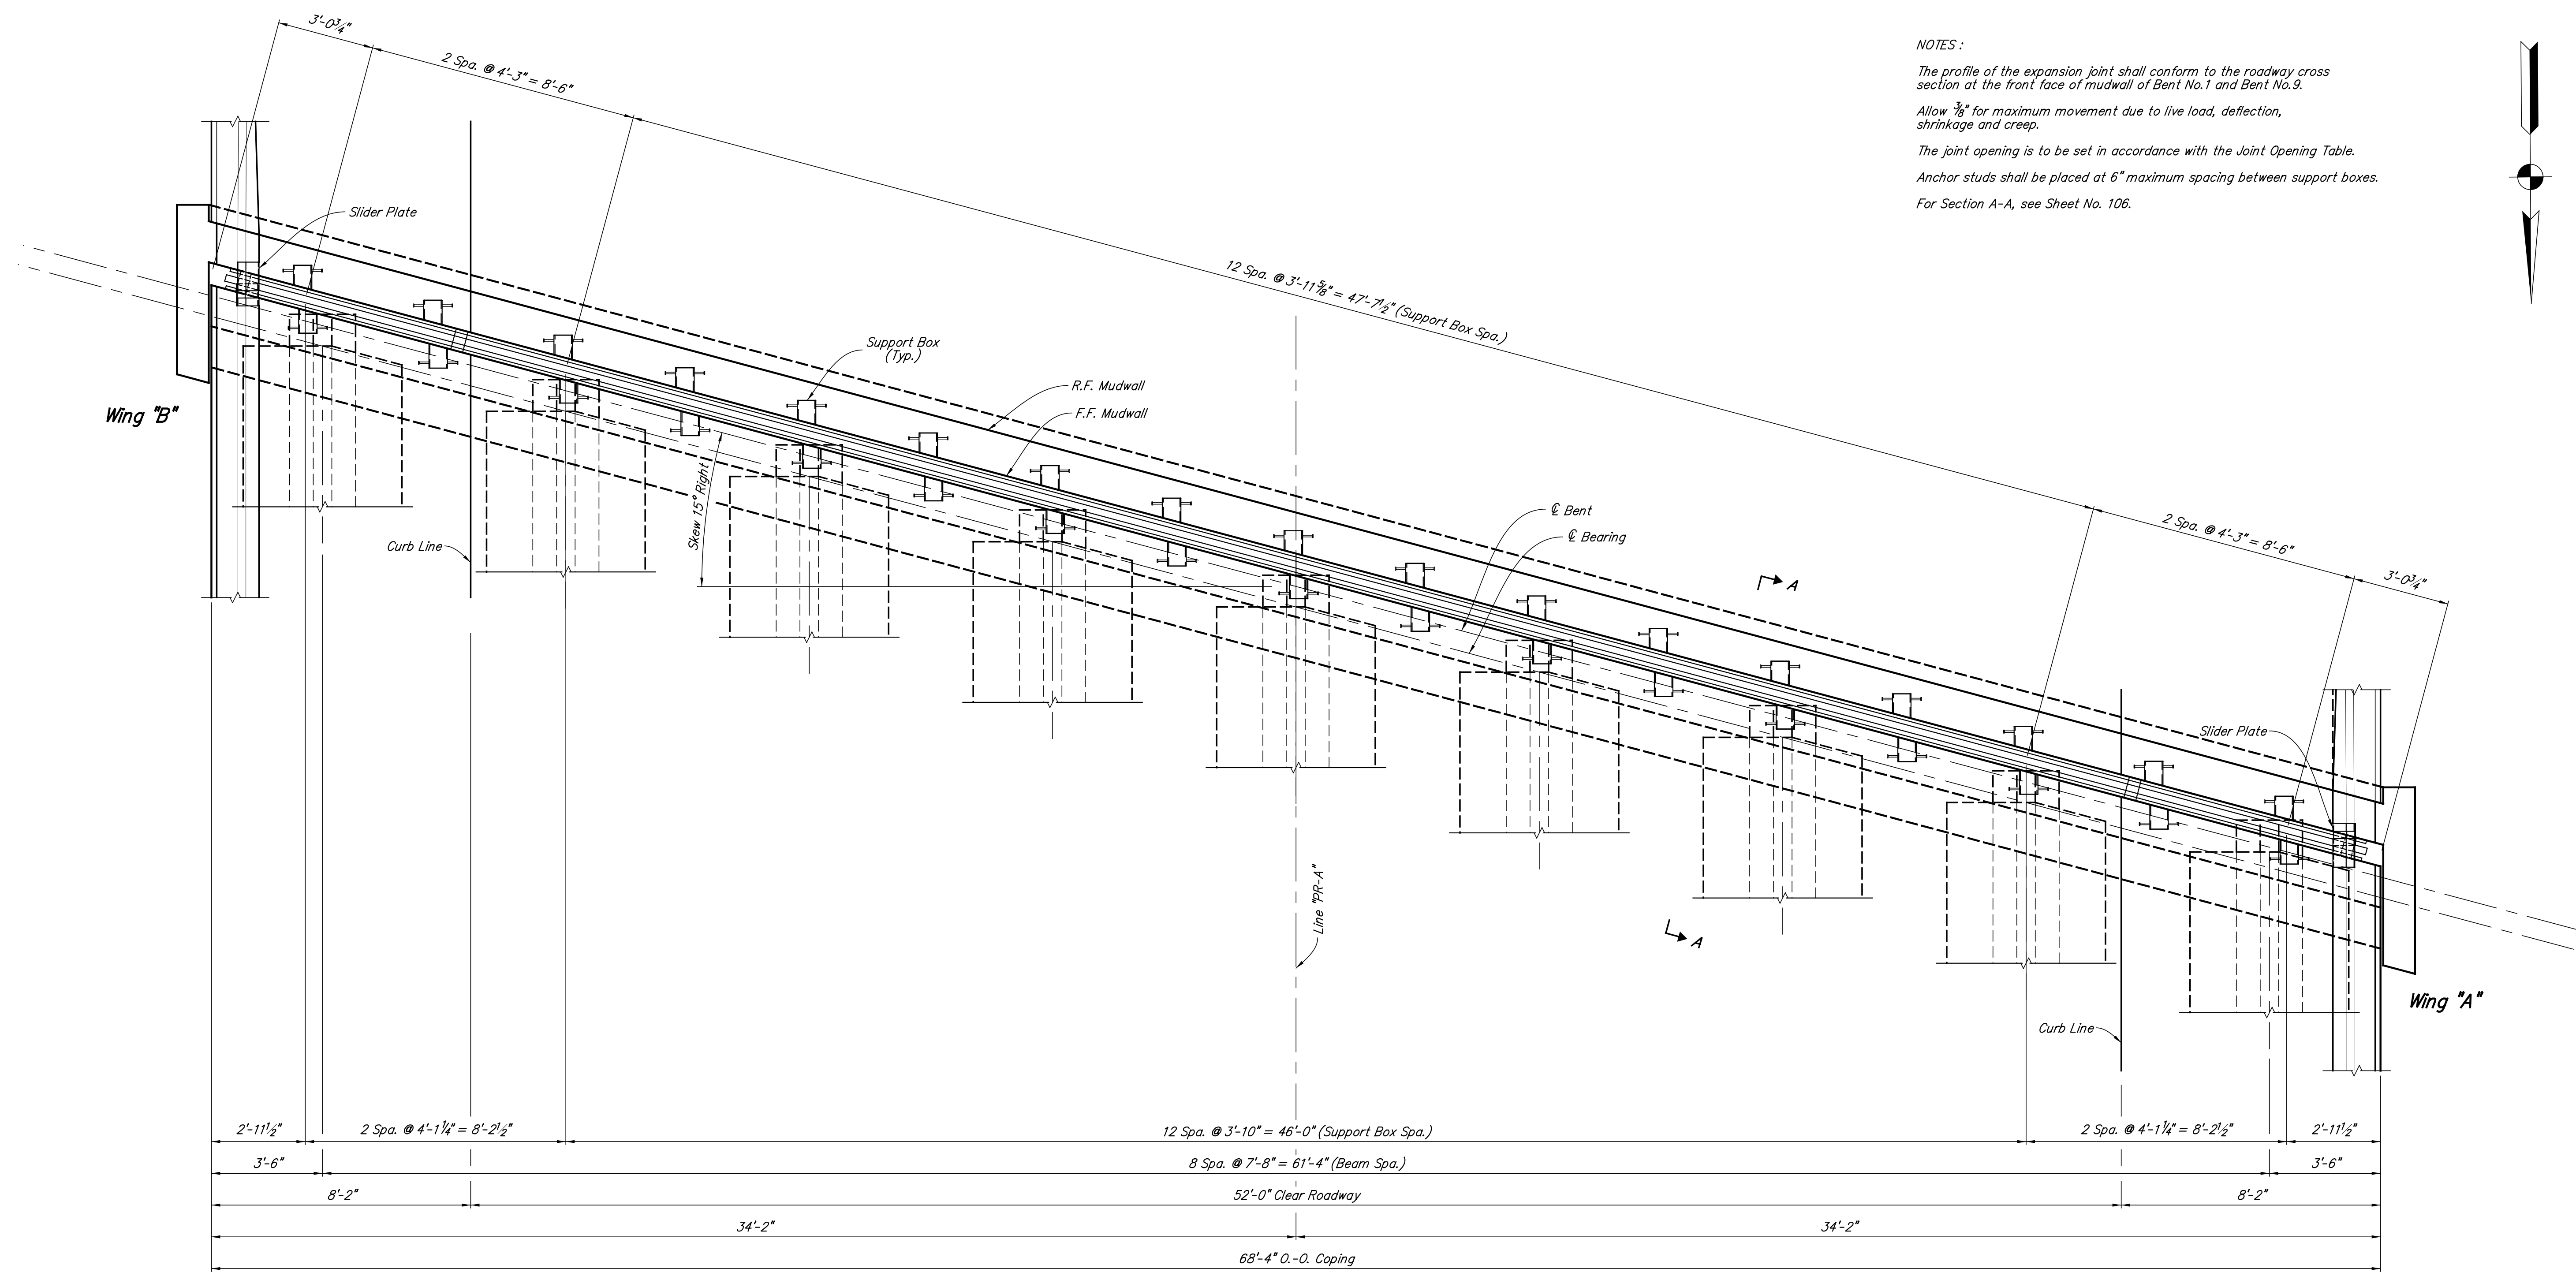 3'-0¾"
2 Spa. @ 4'-3" = 8'-6"
12 Spa. @ 3'-11⅝" = 47'-7½" (Support Box Spa.)
2 Spa. @ 4'-3" = 8'-6"
3'-0¾"
NOTES :
The profile of the expansion joint shall conform to the roadway cross
section at the front face of mudwall of Bent No.1 and Bent No.9.
Allow ⅜" for maximum movement due to live load, deflection,
shrinkage and creep.
The joint opening is to be set in accordance with the Joint Opening Table.
Anchor studs shall be placed at 6" maximum spacing between support boxes.
For Section A-A, see Sheet No. 106.
Slider Plate
Support Box
(Typ.)
R.F. Mudwall
F.F. Mudwall
Wing "B"
Skew 15° Right
Curb Line
℄ Bent
℄ Bearing
A
A
Slider Plate
Line "PR-A"
Wing "A"
Curb Line
2'-11½"
2 Spa. @ 4'-1¼" = 8'-2½"
12 Spa. @ 3'-10" = 46'-0" (Support Box Spa.)
2 Spa. @ 4'-1¼" = 8'-2½"
2'-11½"
3'-6"
8 Spa. @ 7'-8" = 61'-4" (Beam Spa.)
3'-6"
8'-2"
52'-0" Clear Roadway
8'-2"
34'-2"
34'-2"
68'-4" O.-O. Coping